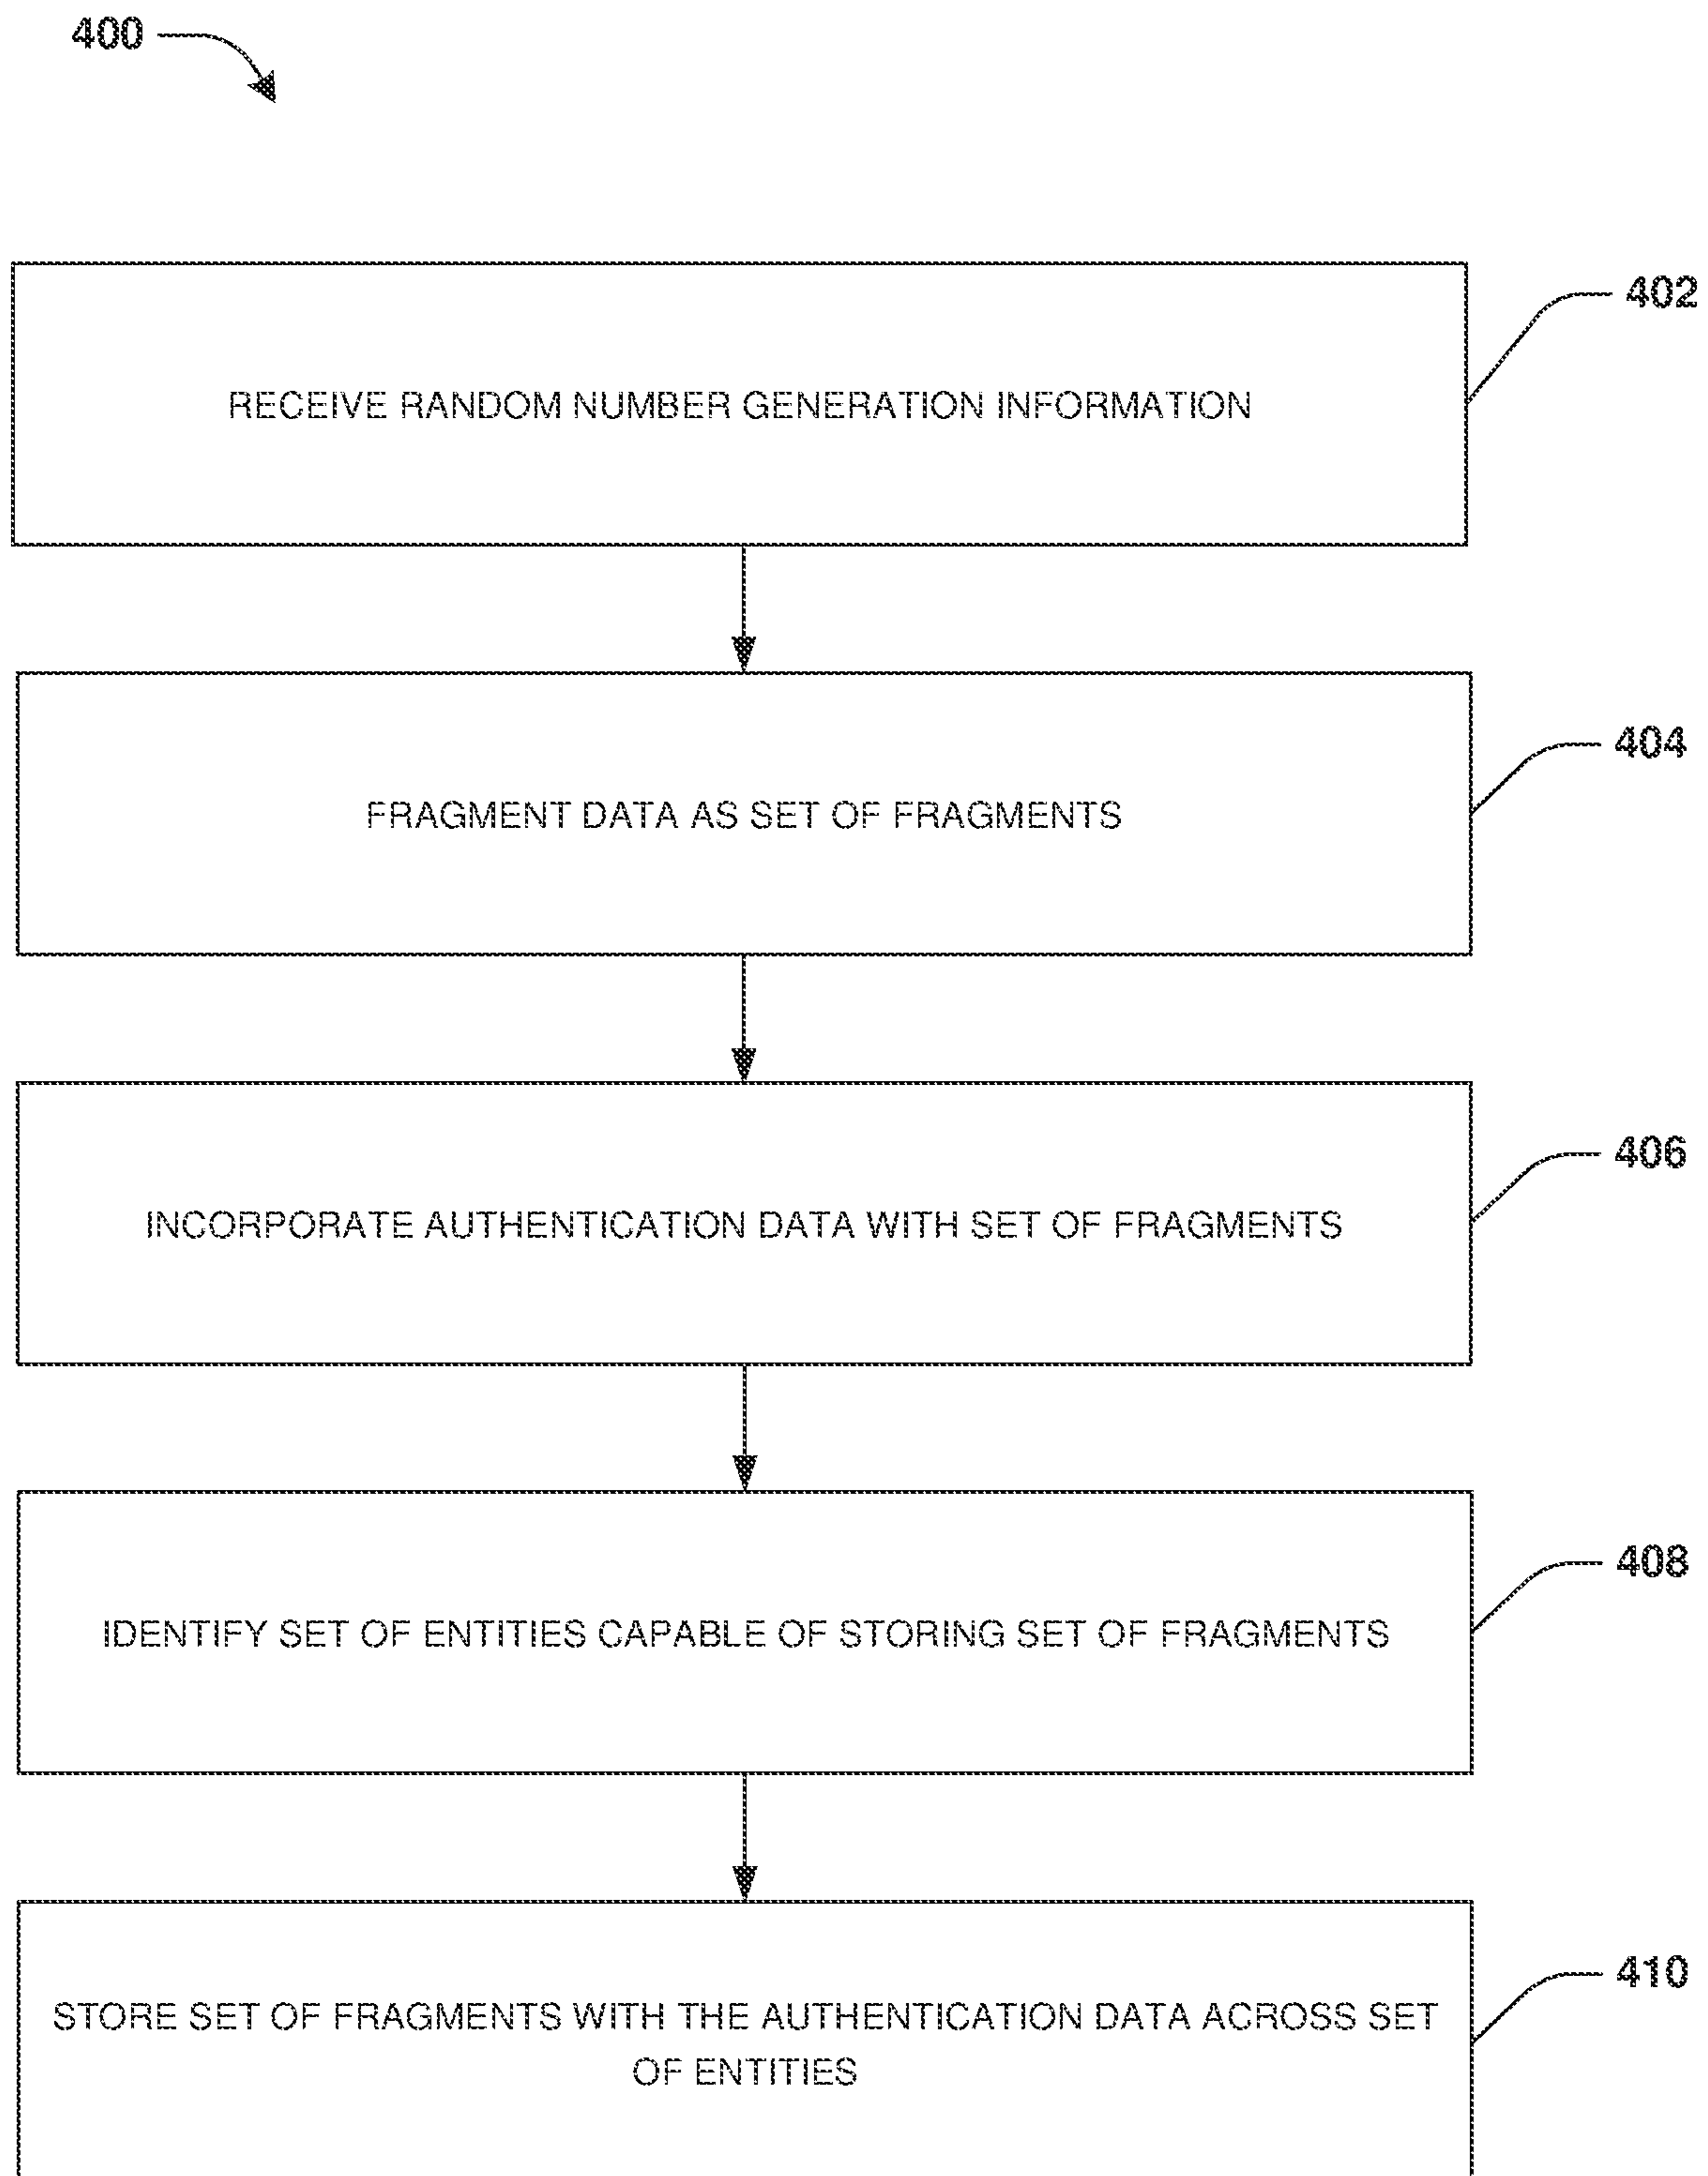 400
402
RECEIVE RANDOM NUMBER GENERATION INFORMATION
404
FRAGMENT DATA AS SET OF FRAGMENTS
406
INCORPORATE AUTHENTICATION DATA WITH SET OF FRAGMENTS
408
IDENTIFY SET OF ENTITIES CAPABLE OF STORING SET OF FRAGMENTS
410
STORE SET OF FRAGMENTS WITH THE AUTHENTICATION DATA ACROSS SET
OF ENTITIES